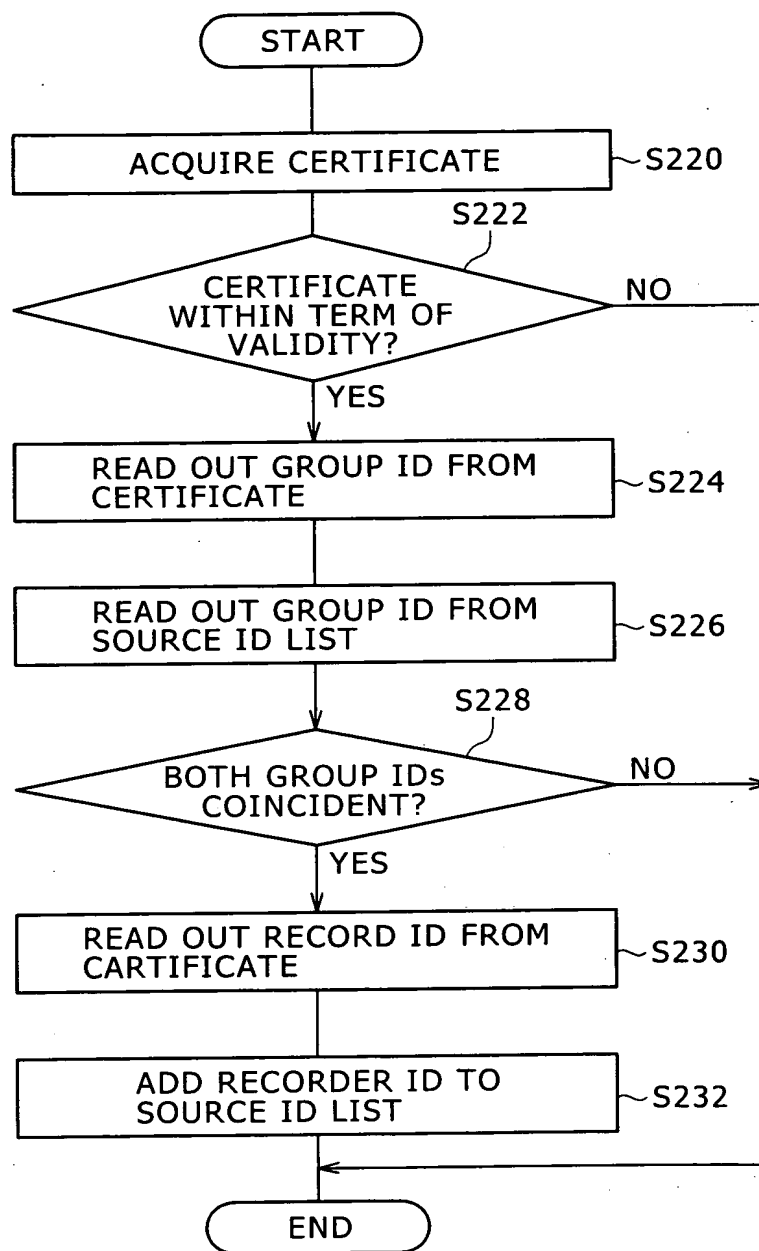 START
ACQUIRE CERTIFICATE
S220
S222
CERTIFICATE
WITHIN TERM OF
VALIDITY?
NO
YES
READ OUT GROUP ID FROM
CERTIFICATE
S224
READ OUT GROUP ID FROM
SOURCE ID LIST
S226
S228
BOTH GROUP IDs
COINCIDENT?
NO
YES
READ OUT RECORD ID FROM
CARTIFICATE
S230
ADD RECORDER ID TO
SOURCE ID LIST
S232
END